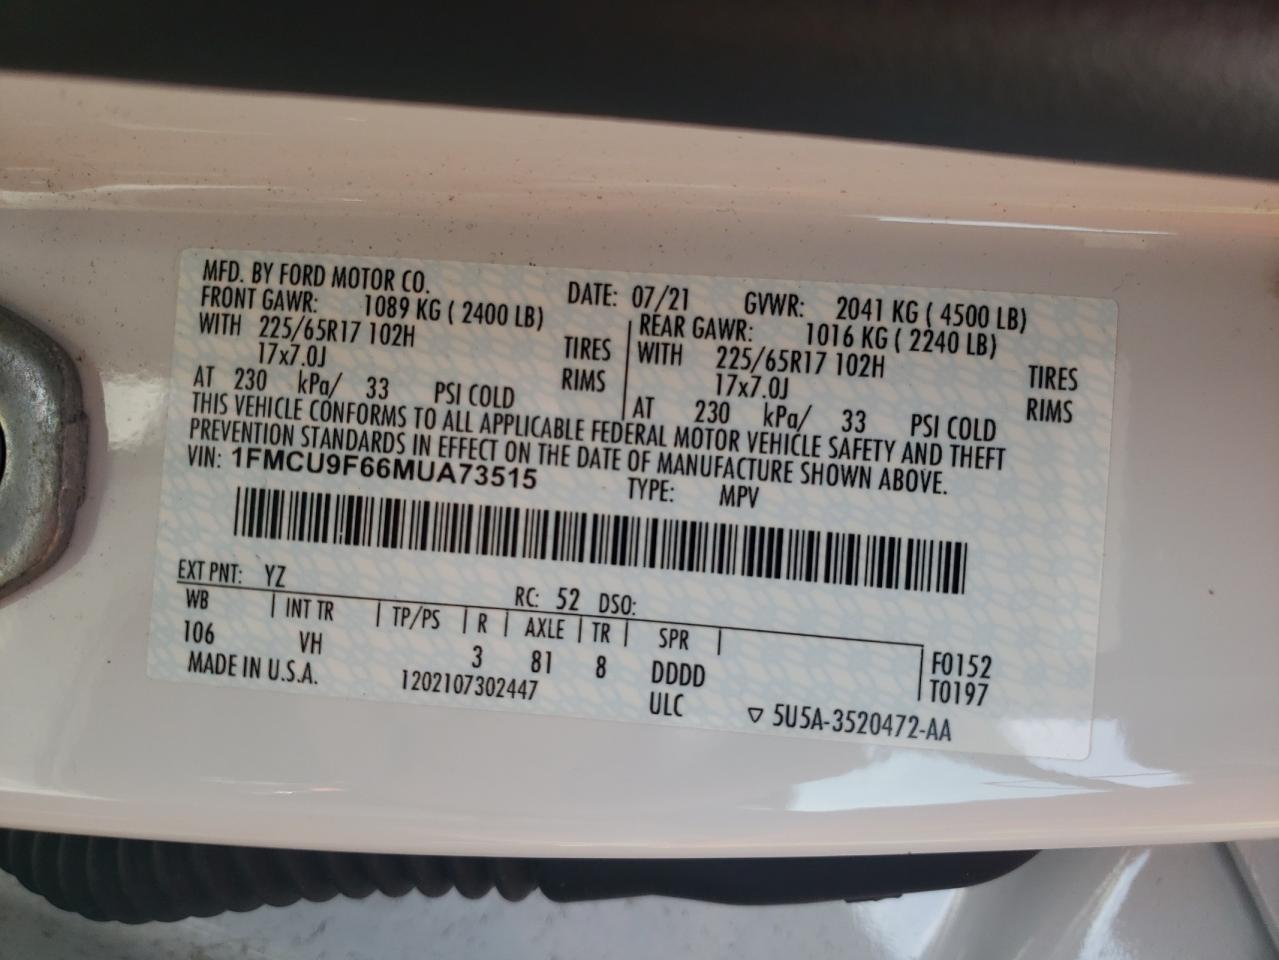 MFD. BY FORD MOTOR CO.
DATE: 07/21 GVWR: 2041 KG ( 4500 LB)
FRONT GAWR: 1089 KG ( 2400 LB)
WITH 225/65R17 102H TIRES
17x7.0J RIMS
AT 230 kPa/ 33 PSI COLD
REAR GAWR: 1016 KG ( 2240 LB)
WITH 225/65R17 102H TIRES
17x7.0J RIMS
AT 230 kPa/ 33 PSI COLD
THIS VEHICLE CONFORMS TO ALL APPLICABLE FEDERAL MOTOR VEHICLE SAFETY AND THEFT
PREVENTION STANDARDS IN EFFECT ON THE DATE OF MANUFACTURE SHOWN ABOVE.
VIN: 1FMCU9F66MUA73515 TYPE: MPV
EXT PNT: YZ RC: 52 DSO:
WB | INT TR | TP/PS | R | AXLE | TR | SPR |
106 VH 3 81 8 DDDD F0152
MADE IN U.S.A. 1202107302447 ULC T0197
▽ 5U5A-3520472-AA